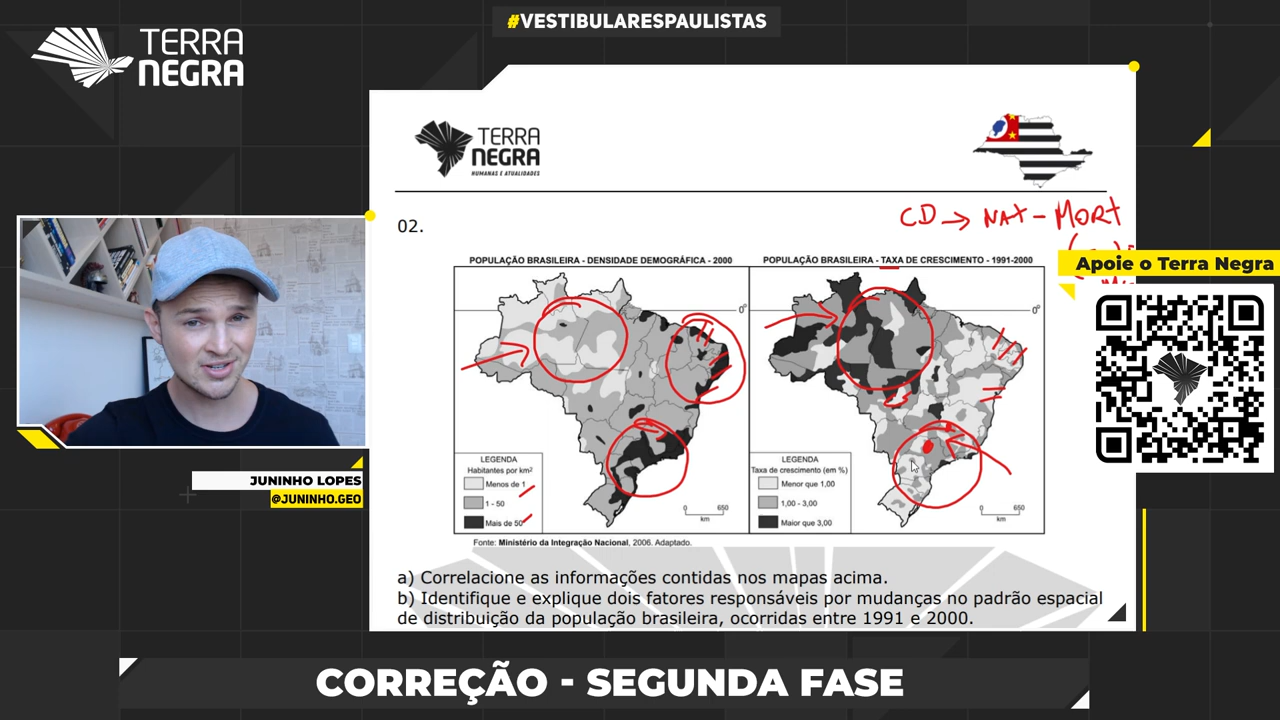 #VESTIBULARESPAULISTAS
TERRA
NEGRA
TERRA
NEGRA
HUMANAS E ATUALIDADES
02.
CD → NAT - MORT
Apoie o Terra Negra
POPULAÇÃO BRASILEIRA - DENSIDADE DEMOGRÁFICA - 2000
POPULAÇÃO BRASILEIRA - TAXA DE CRESCIMENTO - 1991-2000
0°
0°
LEGENDA
Habitantes por km²
Menos de 1
1 - 50
Mais de 50
0 650
km
LEGENDA
Taxa de crescimento (em %)
Menor que 1,00
1,00 - 3,00
Maior que 3,00
0 650
km
Fonte: Ministério da Integração Nacional, 2006. Adaptado.
JUNINHO LOPES
@JUNINHO.GEO
a) Correlacione as informações contidas nos mapas acima.
b) Identifique e explique dois fatores responsáveis por mudanças no padrão espacial
de distribuição da população brasileira, ocorridas entre 1991 e 2000.
CORREÇÃO - SEGUNDA FASE